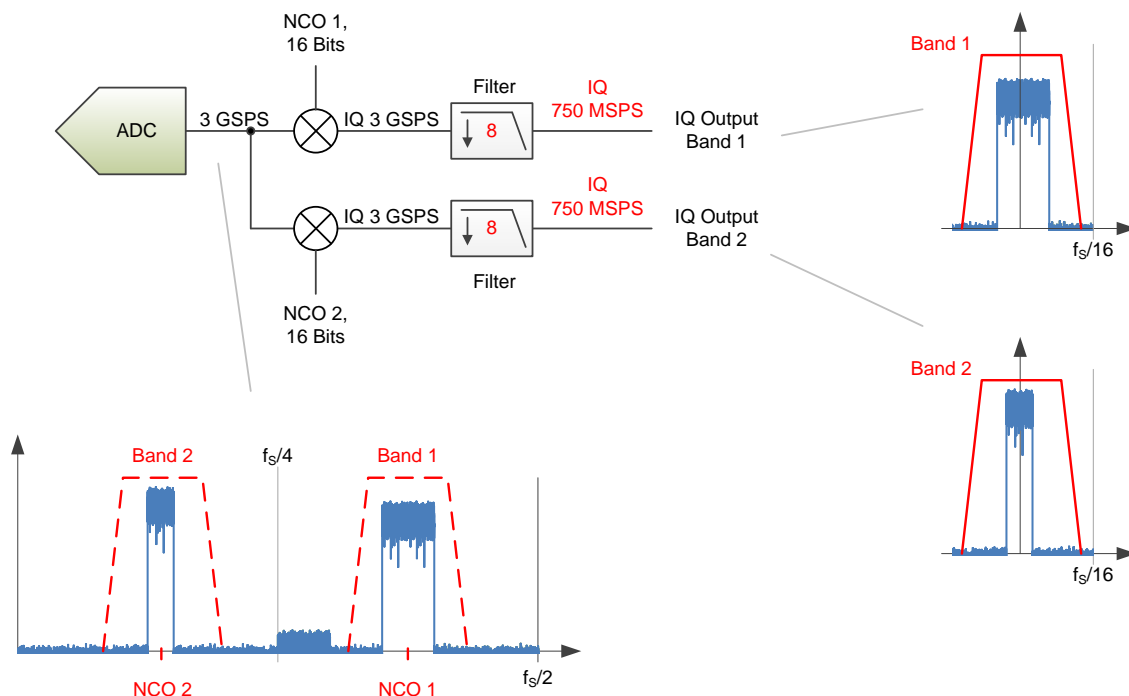 NCO 1,
16 Bits
ADC
3 GSPS
IQ 3 GSPS
Filter
8
IQ
750 MSPS
IQ Output
Band 1
IQ 3 GSPS
8
Filter
IQ
750 MSPS
IQ Output
Band 2
NCO 2,
16 Bits
Band 1
fS/16
Band 2
fS/16
Band 2
fS/4
Band 1
NCO 2
NCO 1
fS/2